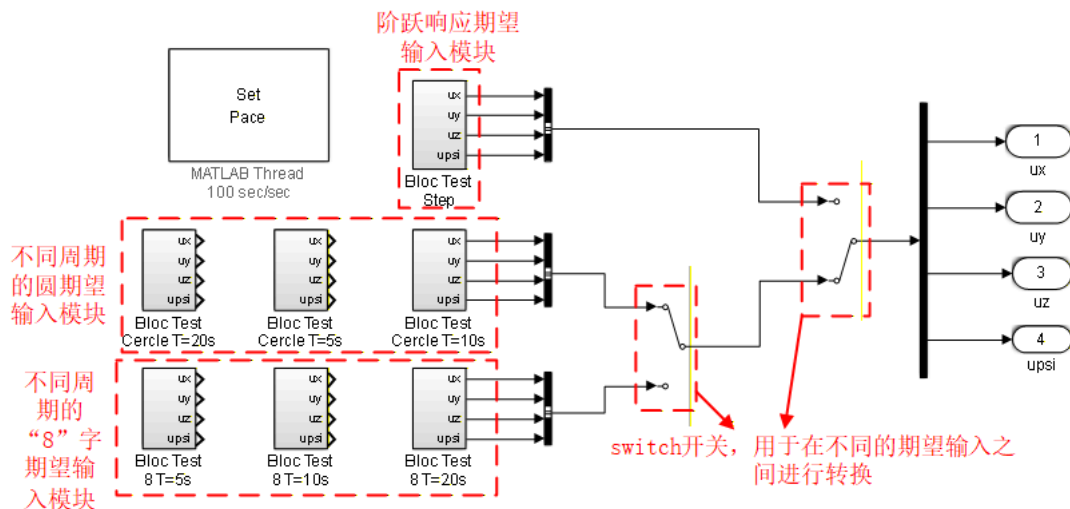 阶跃响应期望
输入模块
Set
Pace
MATLAB Thread
100 sec/sec
ux
uy
uz
upsi
Bloc Test
Step
1
ux
2
uy
3
uz
4
upsi
不同周期
的圆期望
输入模块
ux
uy
uz
upsi
Bloc Test
Cercle T=20s
ux
uy
uz
upsi
Bloc Test
Cercle T=5s
ux
uy
uz
upsi
Bloc Test
Cercle T=10s
不同周
期的
“8”字
期望输
入模块
ux
uy
uz
upsi
Bloc Test
8T=5s
ux
uy
uz
upsi
Bloc Test
8T=10s
ux
uy
uz
upsi
Bloc Test
8T=20s
switch开关，用于在不同的期望输入之
间进行转换